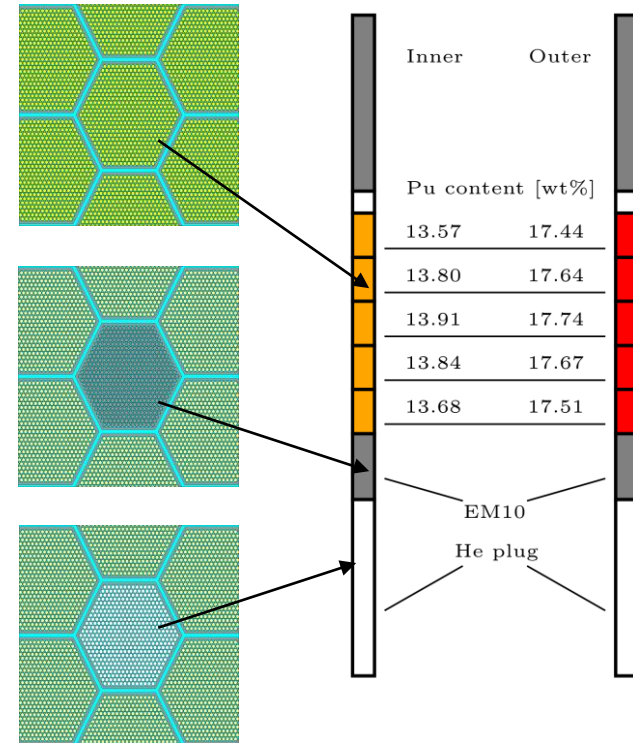 Inner Outer
Pu content [wt%]
13.57 17.44
13.80 17.64
13.91 17.74
13.84 17.67
13.68 17.51
EM10
He plug